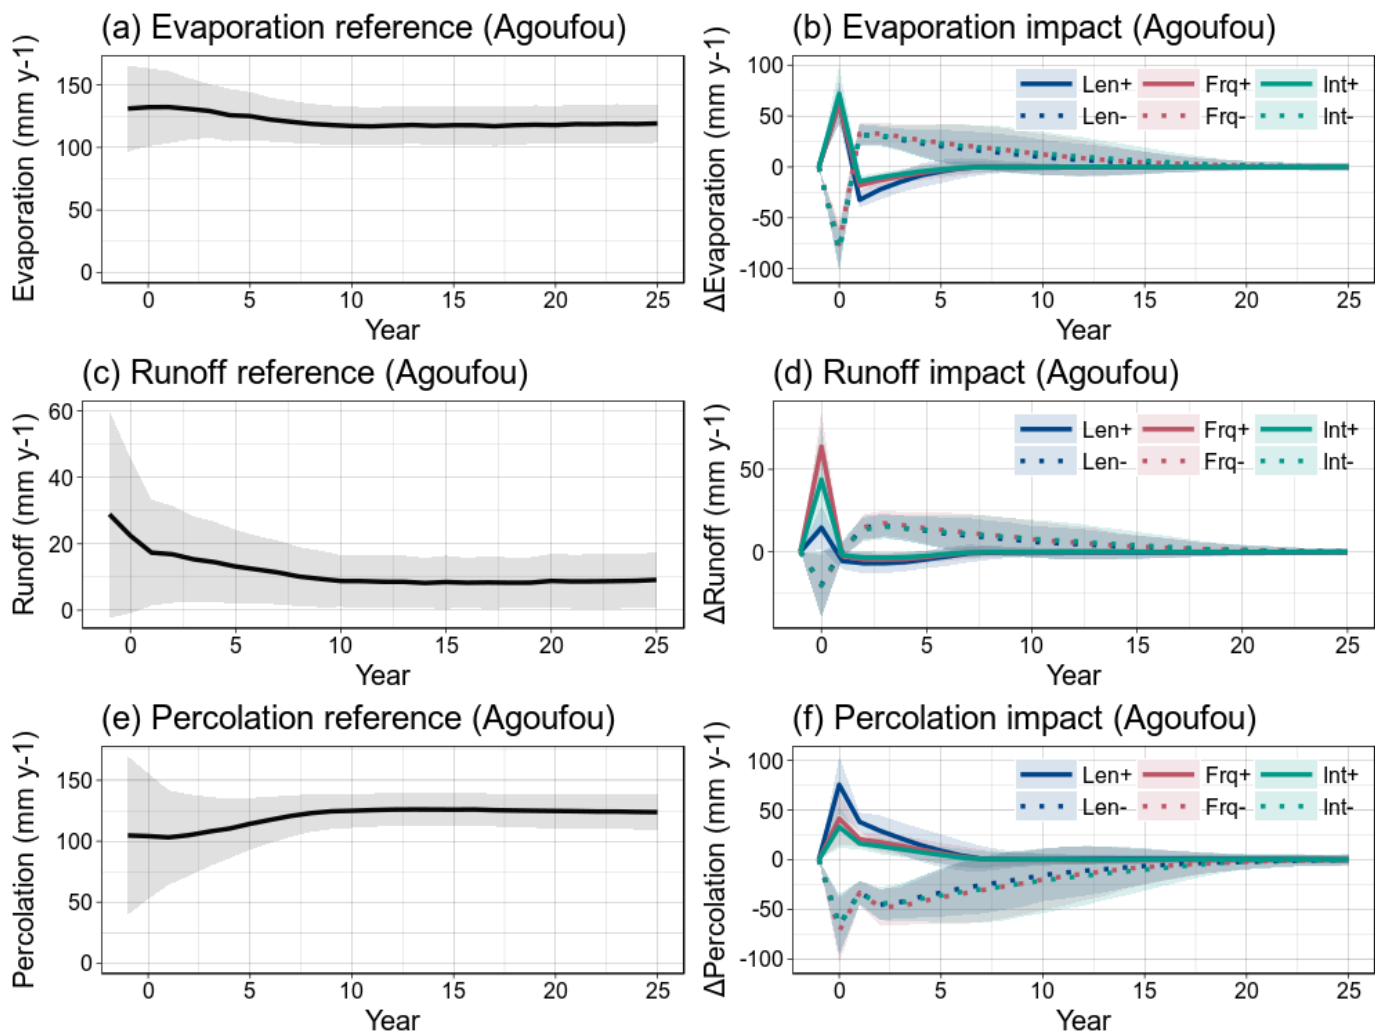 (a) Evaporation reference (Agoufou)
Evaporation (mm y-1)
150
100
50
0
0 5 10 15 20 25
Year
(b) Evaporation impact (Agoufou)
ΔEvaporation (mm y-1)
100
50
0
-50
-100
Len+ Frq+ Int+
Len- Frq- Int-
0 5 10 15 20 25
Year
(c) Runoff reference (Agoufou)
Runoff (mm y-1)
60
40
20
0
0 5 10 15 20 25
Year
(d) Runoff impact (Agoufou)
ΔRunoff (mm y-1)
50
0
Len+ Frq+ Int+
Len- Frq- Int-
0 5 10 15 20 25
Year
(e) Percolation reference (Agoufou)
Percolation (mm y-1)
150
100
50
0
0 5 10 15 20 25
Year
(f) Percolation impact (Agoufou)
ΔPercolation (mm y-1)
100
50
0
-50
-100
Len+ Frq+ Int+
Len- Frq- Int-
0 5 10 15 20 25
Year